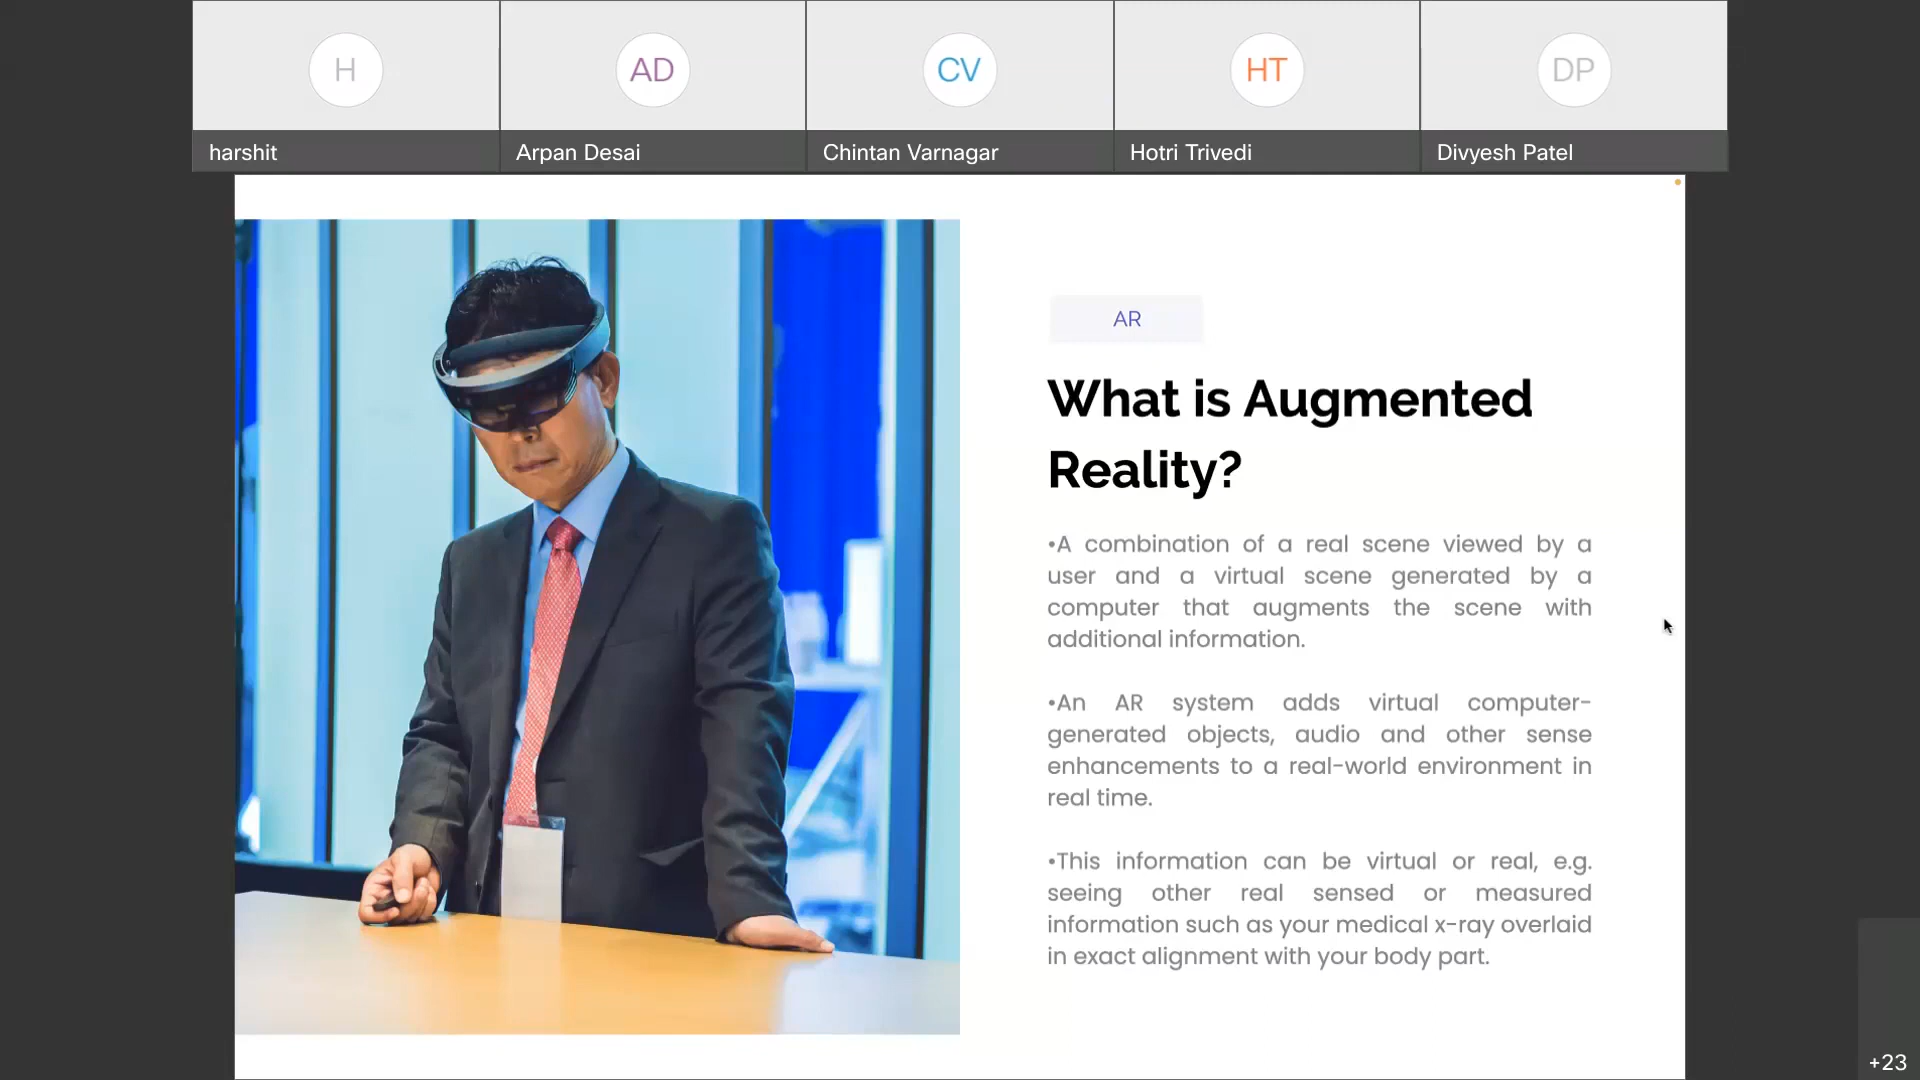 H
AD
CV
HT
DP
harshit
Arpan Desai
Chintan Varnagar
Hotri Trivedi
Divyesh Patel
AR
What is Augmented
Reality?
•A combination of a real scene viewed by a
user and a virtual scene generated by a
computer that augments the scene with
additional information.
•An AR system adds virtual computer-
generated objects, audio and other sense
enhancements to a real-world environment in
real time.
•This information can be virtual or real, e.g.
seeing other real sensed or measured
information such as your medical x-ray overlaid
in exact alignment with your body part.
+23